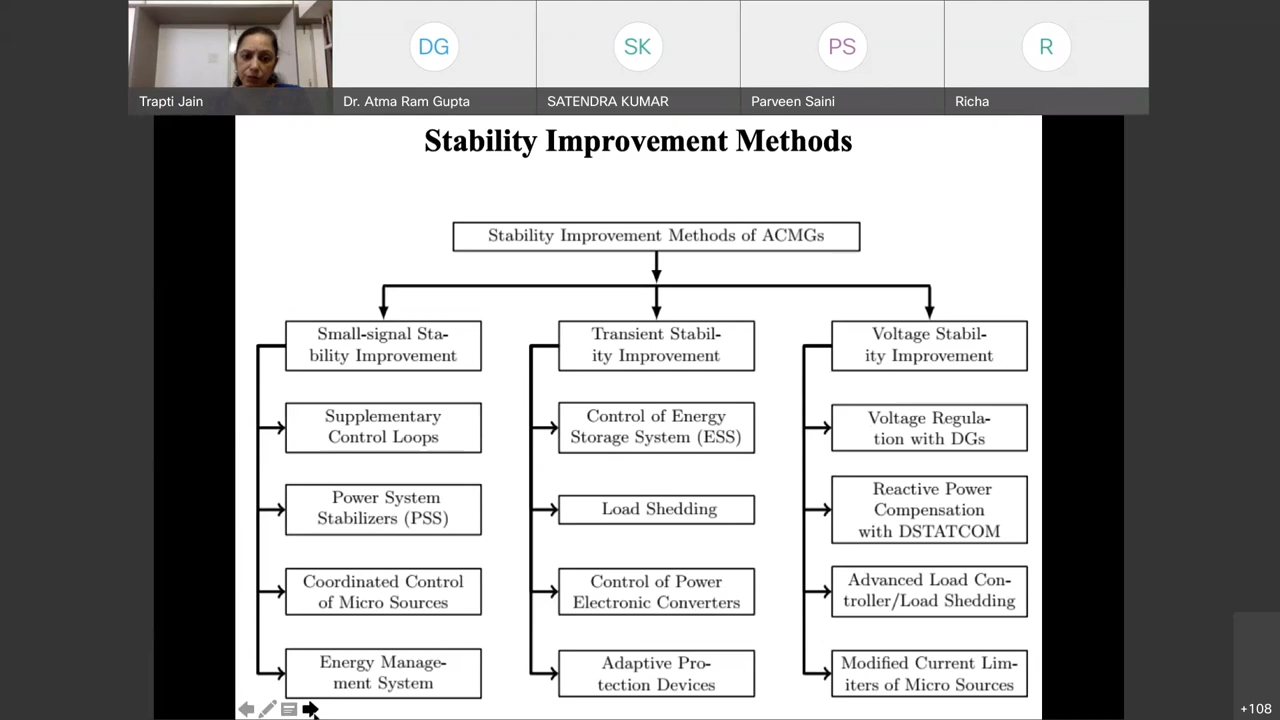 DG
SK
PS
R
Trapti Jain
Dr. Atma Ram Gupta
SATENDRA KUMAR
Parveen Saini
Richa
Stability Improvement Methods
Stability Improvement Methods of ACMGs
Small-signal Sta-
bility Improvement
Supplementary
Control Loops
Power System
Stabilizers (PSS)
Coordinated Control
of Micro Sources
Energy Manage-
ment System
Transient Stabil-
ity Improvement
Control of Energy
Storage System (ESS)
Load Shedding
Control of Power
Electronic Converters
Adaptive Pro-
tection Devices
Voltage Stabil-
ity Improvement
Voltage Regula-
tion with DGs
Reactive Power
Compensation
with DSTATCOM
Advanced Load Con-
troller/Load Shedding
Modified Current Lim-
iters of Micro Sources
+108